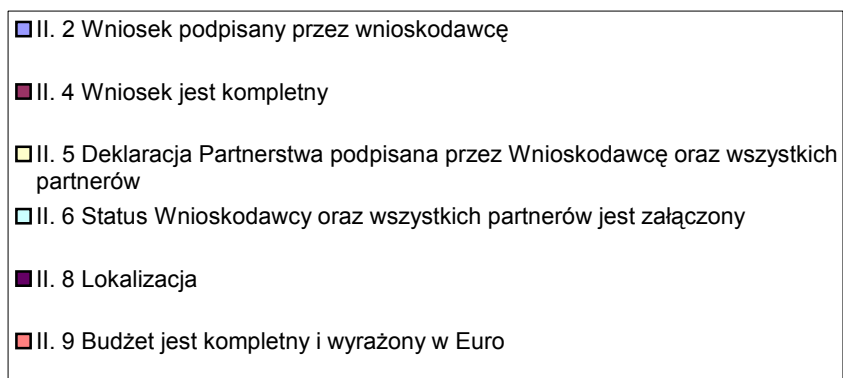 II. 2 Wniosek podpisany przez wnioskodawcę
II. 4 Wniosek jest kompletny
II. 5 Deklaracja Partnerstwa podpisana przez Wnioskodawcę oraz wszystkich
partnerów
II. 6 Status Wnioskodawcy oraz wszystkich partnerów jest załączony
II. 8 Lokalizacja
II. 9 Budżet jest kompletny i wyrażony w Euro